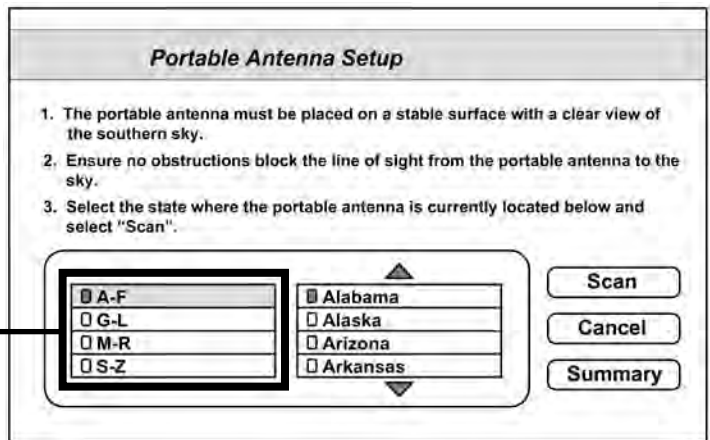 Portable Antenna Setup
1. The portable antenna must be placed on a stable surface with a clear view of
the southern sky.
2. Ensure no obstructions block the line of sight from the portable antenna to the
sky.
3. Select the state where the portable antenna is currently located below and
select “Scan”.
A-F
G-L
M-R
S-Z
Alabama
Alaska
Arizona
Arkansas
Scan
Cancel
Summary